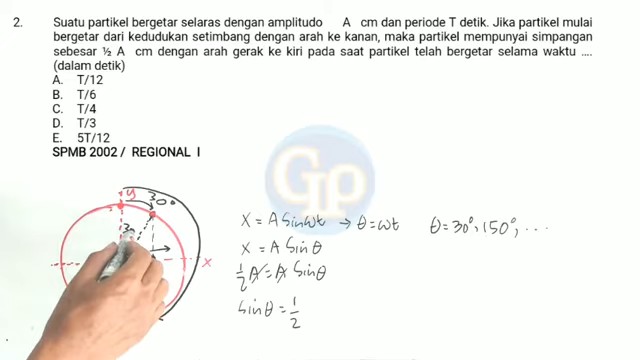 2. Suatu partikel bergetar selaras dengan amplitudo A cm dan periode T detik. Jika partikel mulai
bergetar dari kedudukan setimbang dengan arah ke kanan, maka partikel mempunyai simpangan
sebesar ½ A cm dengan arah gerak ke kiri pada saat partikel telah bergetar selama waktu ....
(dalam detik)
A. T/12
B. T/6
C. T/4
D. T/3
E. 5T/12
SPMB 2002 / REGIONAL I
y
30°
x
x = A sin ωt → θ = ωt
θ = 30°, 150°, ...
x = A sin θ
½ A = A sin θ
sin θ = ½